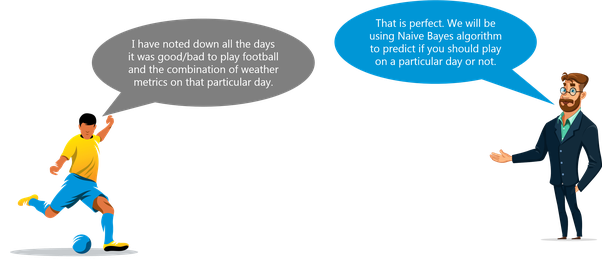 I have noted down all the days
it was good/bad to play football
and the combination of weather
metrics on that particular day.
That is perfect. We will be
using Naive Bayes algorithm
to predict if you should play
on a particular day or not.